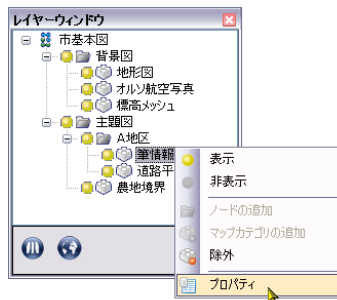 レイヤーウィンドウ
市基本図
背景図
地形図
オルソ航空写真
標高メッシュ
主題図
A地区
筆情報
道路平
農地境界
表示
非表示
ノードの追加
マップカテゴリの追加
除外
プロパティ